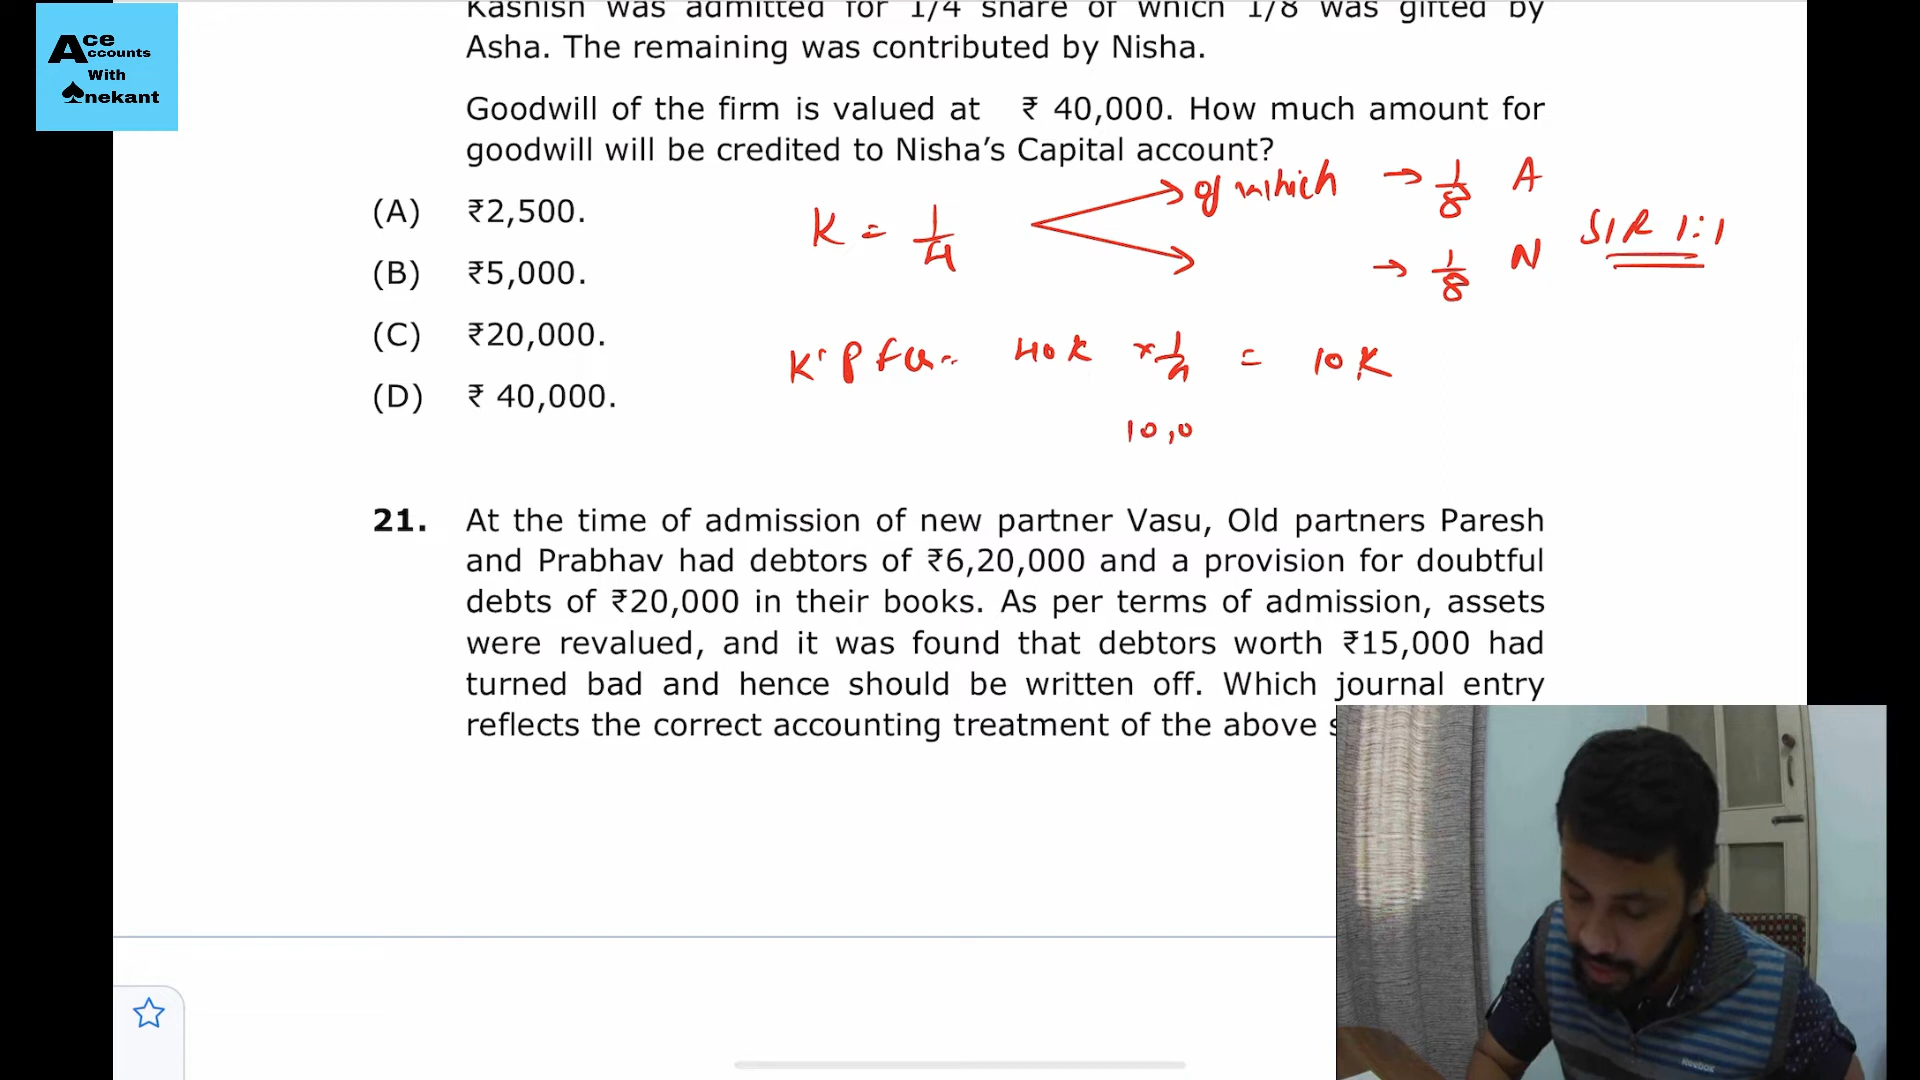 Kashish was admitted for 1/4 share of which 1/8 was gifted by
Ace
Accounts
With
Anekant
Asha. The remaining was contributed by Nisha.
Goodwill of the firm is valued at ₹ 40,000. How much amount for
goodwill will be credited to Nisha's Capital account?
(A) ₹2,500.
(B) ₹5,000.
(C) ₹20,000.
(D) ₹ 40,000.
K = 1/4
of which → 1/8 A
→ 1/8 N
SR 1:1
40K × 1/4 = 10K
10,0
21. At the time of admission of new partner Vasu, Old partners Paresh
and Prabhav had debtors of ₹6,20,000 and a provision for doubtful
debts of ₹20,000 in their books. As per terms of admission, assets
were revalued, and it was found that debtors worth ₹15,000 had
turned bad and hence should be written off. Which journal entry
reflects the correct accounting treatment of the above s
Reebok